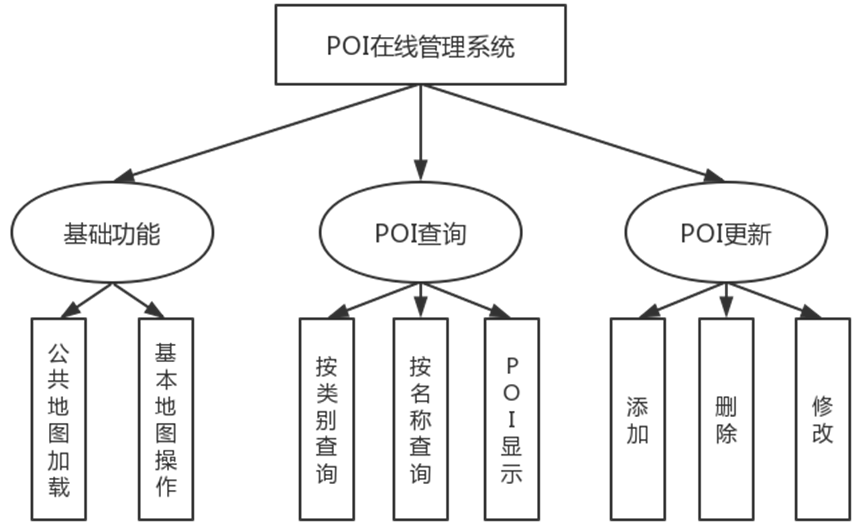 POI在线管理系统
基础功能
POI查询
POI更新
公共地图加载
基本地图操作
按类别查询
按名称查询
POI显示
添加
删除
修改